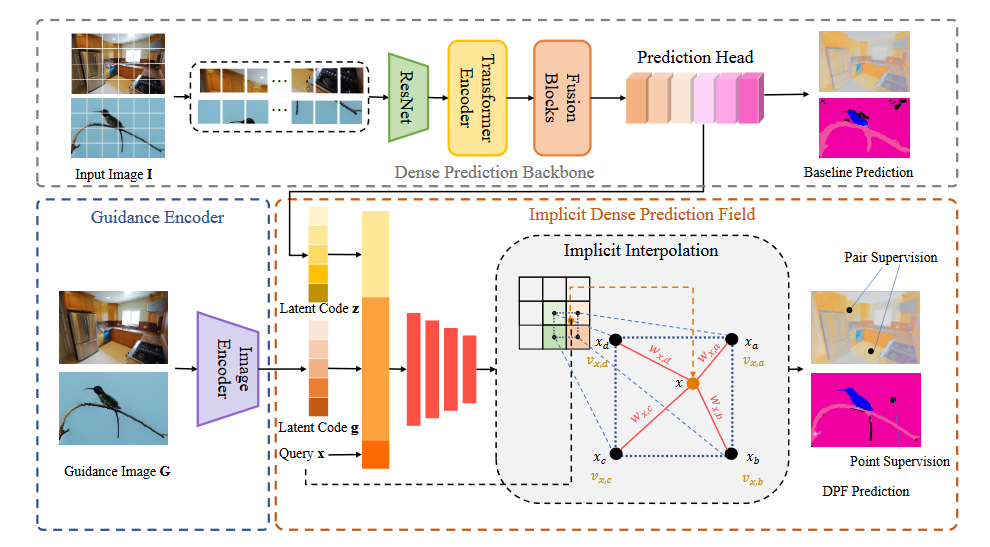 Input Image I
ResNet
Transformer
Encoder
Fusion
Blocks
Prediction Head
Baseline Prediction
Dense Prediction Backbone
Guidance Encoder
Guidance Image G
Image
Encoder
Implicit Dense Prediction Field
Latent Code z
Latent Code g
Query x
Implicit Interpolation
x_d
v_{x,d}
x_a
v_{x,a}
w_{x,d}
w_{x,a}
x
w_{x,c}
w_{x,b}
x_c
v_{x,c}
x_b
v_{x,b}
Pair Supervision
Point Supervision
DPF Prediction